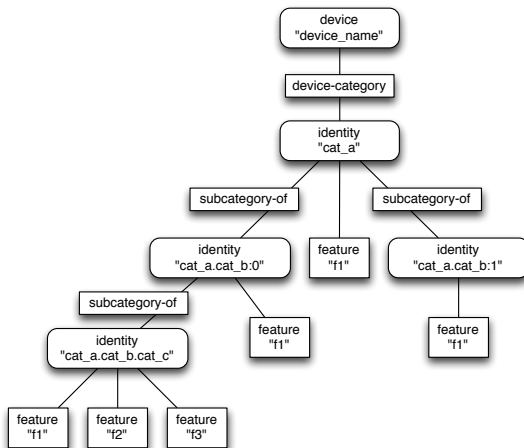 device
"device_name"
device-category
identity
"cat_a"
subcategory-of
subcategory-of
identity
"cat_a.cat_b:0"
feature
"f1"
identity
"cat_a.cat_b:1"
subcategory-of
feature
"f1"
feature
"f1"
identity
"cat_a.cat_b.cat_c"
feature
"f1"
feature
"f2"
feature
"f3"